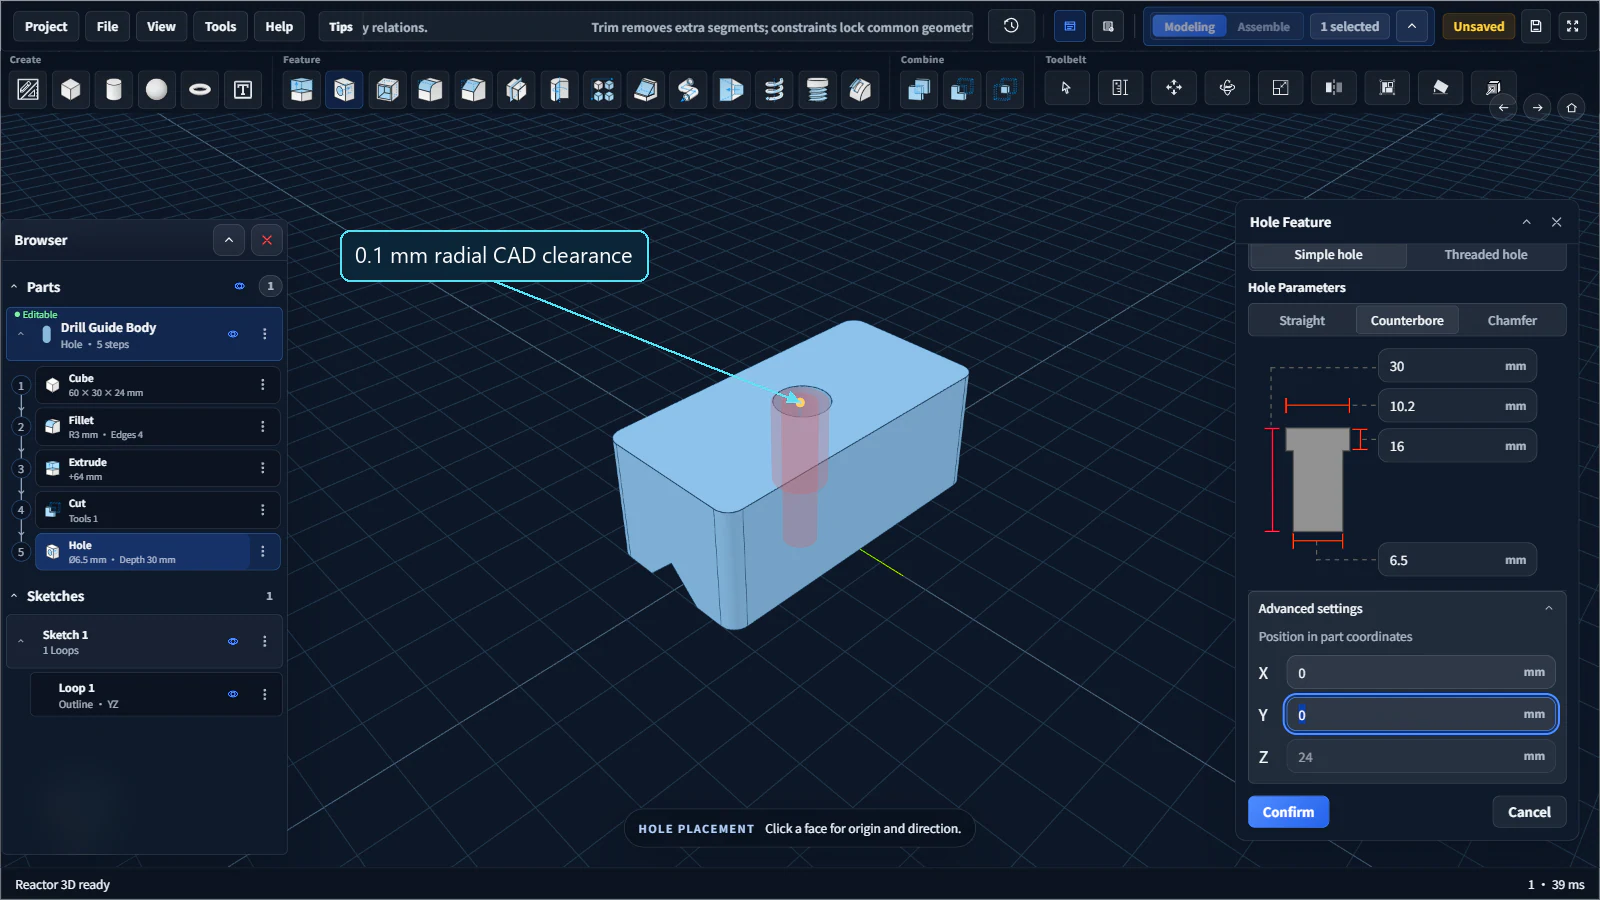 Project File View Tools Help Tips y relations. Trim removes extra segments; constraints lock common geometr Modeling Assemble 1 selected Unsaved
Create Feature Combine Toolbelt
0.1 mm radial CAD clearance
Browser
Parts 1
Editable
Drill Guide Body
Hole • 5 steps
1 Cube
60 × 30 × 24 mm
2 Fillet
R3 mm • Edges 4
3 Extrude
+64 mm
4 Cut
Tools 1
5 Hole
Ø6.5 mm • Depth 30 mm
Sketches 1
Sketch 1
1 Loops
Loop 1
Outline • YZ
Hole Feature
Simple hole Threaded hole
Hole Parameters
Straight Counterbore Chamfer
30 mm
10.2 mm
16 mm
6.5 mm
Advanced settings
Position in part coordinates
X 0 mm
Y 0 mm
Z 24 mm
Confirm Cancel
HOLE PLACEMENT Click a face for origin and direction.
Reactor 3D ready 1 • 39 ms